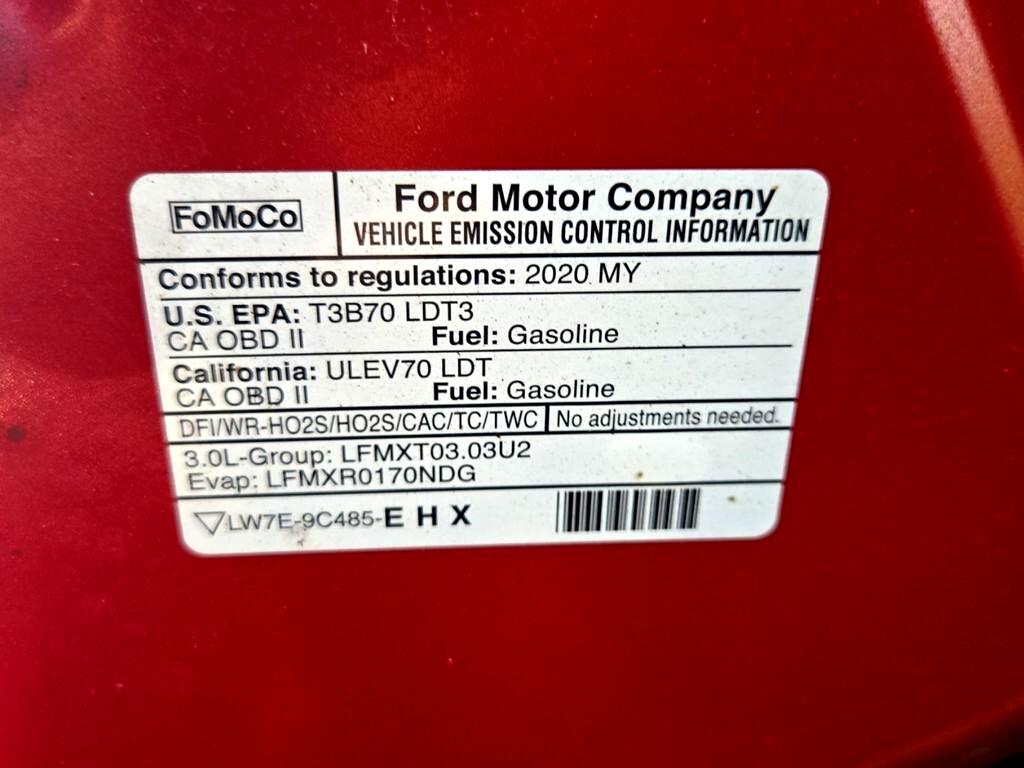 FoMoCo
Ford Motor Company
VEHICLE EMISSION CONTROL INFORMATION
Conforms to regulations: 2020 MY
U.S. EPA: T3B70 LDT3
CA OBD II Fuel: Gasoline
California: ULEV70 LDT
CA OBD II Fuel: Gasoline
DFI/WR-HO2S/HO2S/CAC/TC/TWC No adjustments needed.
3.0L-Group: LFMXT03.03U2
Evap: LFMXR0170NDG
LW7E-9C485-E H X